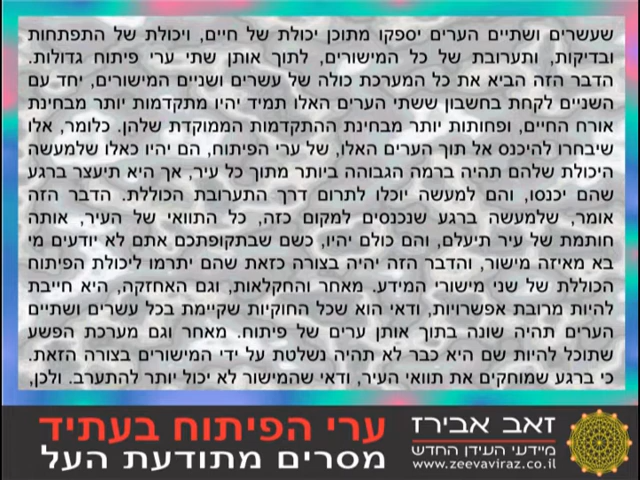 שעשרים ושתיים הערים יספקו מתוכן יכולת של חיים, ויכולת של התפתחות
ובדיקות, ותערובת של כל המישורים, לתוך אותן שתי ערי פיתוח גדולות.
הדבר הזה הביא את כל המערכת כולה של עשרים ושניים המישורים, יחד עם
השניים לקחת בחשבון ששתי הערים האלו תמיד יהיו מתקדמות יותר מבחינת
אורח החיים, ופחותות יותר מבחינת ההתקדמות הממוקדת שלהן. כלומר, אלו
שיבחרו להיכנס אל תוך הערים האלו, של ערי הפיתוח, הם יהיו כאלו שלמעשה
היכולת שלהם תהיה ברמה הגבוהה ביותר מתוך כל עיר, אך היא תיעצר ברגע
שהם יכנסו, והם למעשה יוכלו לתרום דרך התערובת הכוללת. הדבר הזה
אומר, שלמעשה ברגע שנכנסים למקום כזה, כל התוואי של העיר, אותה
חותמת של עיר תיעלם, והם כולם יהיו, כשם שבתקופתכם אתם לא יודעים מי
בא מאיזה מישור, והדבר הזה יהיה בצורה כזאת שהם יתרמו ליכולת הפיתוח
הכוללת של שני מישורי המידע. מאחר והחקלאות, וגם האחזקה, היא חייבת
להיות מרובת אפשרויות, ודאי הוא שכל החוקיות שקיימת בכל עשרים ושתיים
הערים תהיה שונה בתוך אותן ערים של פיתוח. מאחר וגם מערכת הפשע
שתוכל להיות שם היא כבר לא תהיה נשלטת על ידי המישורים בצורה הזאת.
כי ברגע שמוחקים את תוואי העיר, ודאי שהמישור לא יכול יותר להתערב. ולכן,
ערי הפיתוח בעתיד
מסרים מתודעת העל
זאב אבירז
מיידעי העידן החדש
www.zeevaviraz.co.il